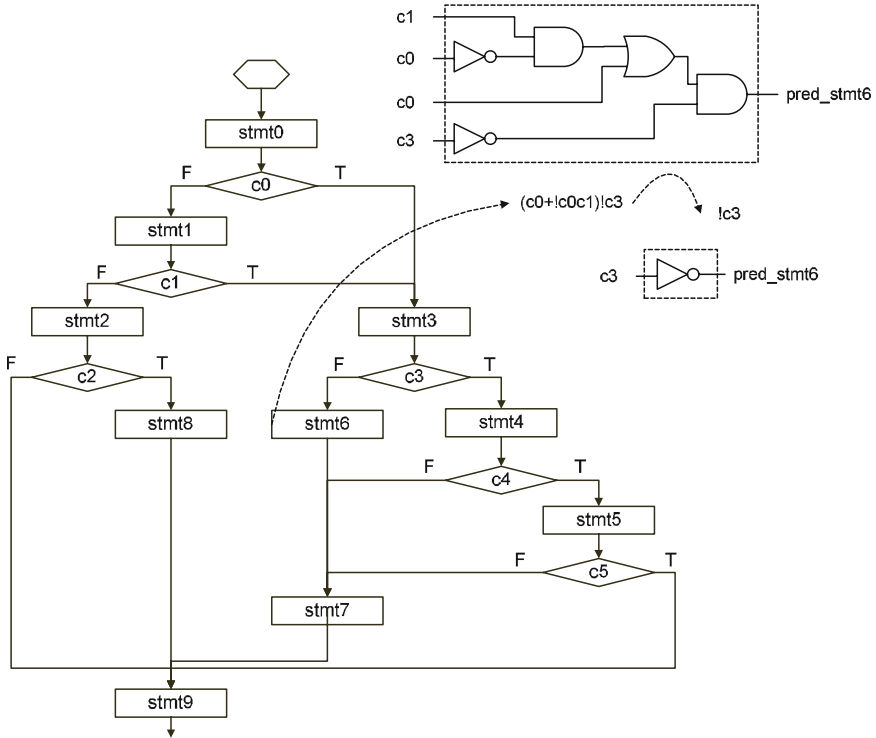 c1
c0
c0
c3
pred_stmt6
stmt0
F
c0
T
(c0+!c0c1)!c3
!c3
stmt1
F
c1
T
c3
pred_stmt6
stmt2
stmt3
F
c2
T
F
c3
T
stmt8
stmt6
stmt4
F
c4
T
stmt5
F
c5
T
stmt7
stmt9